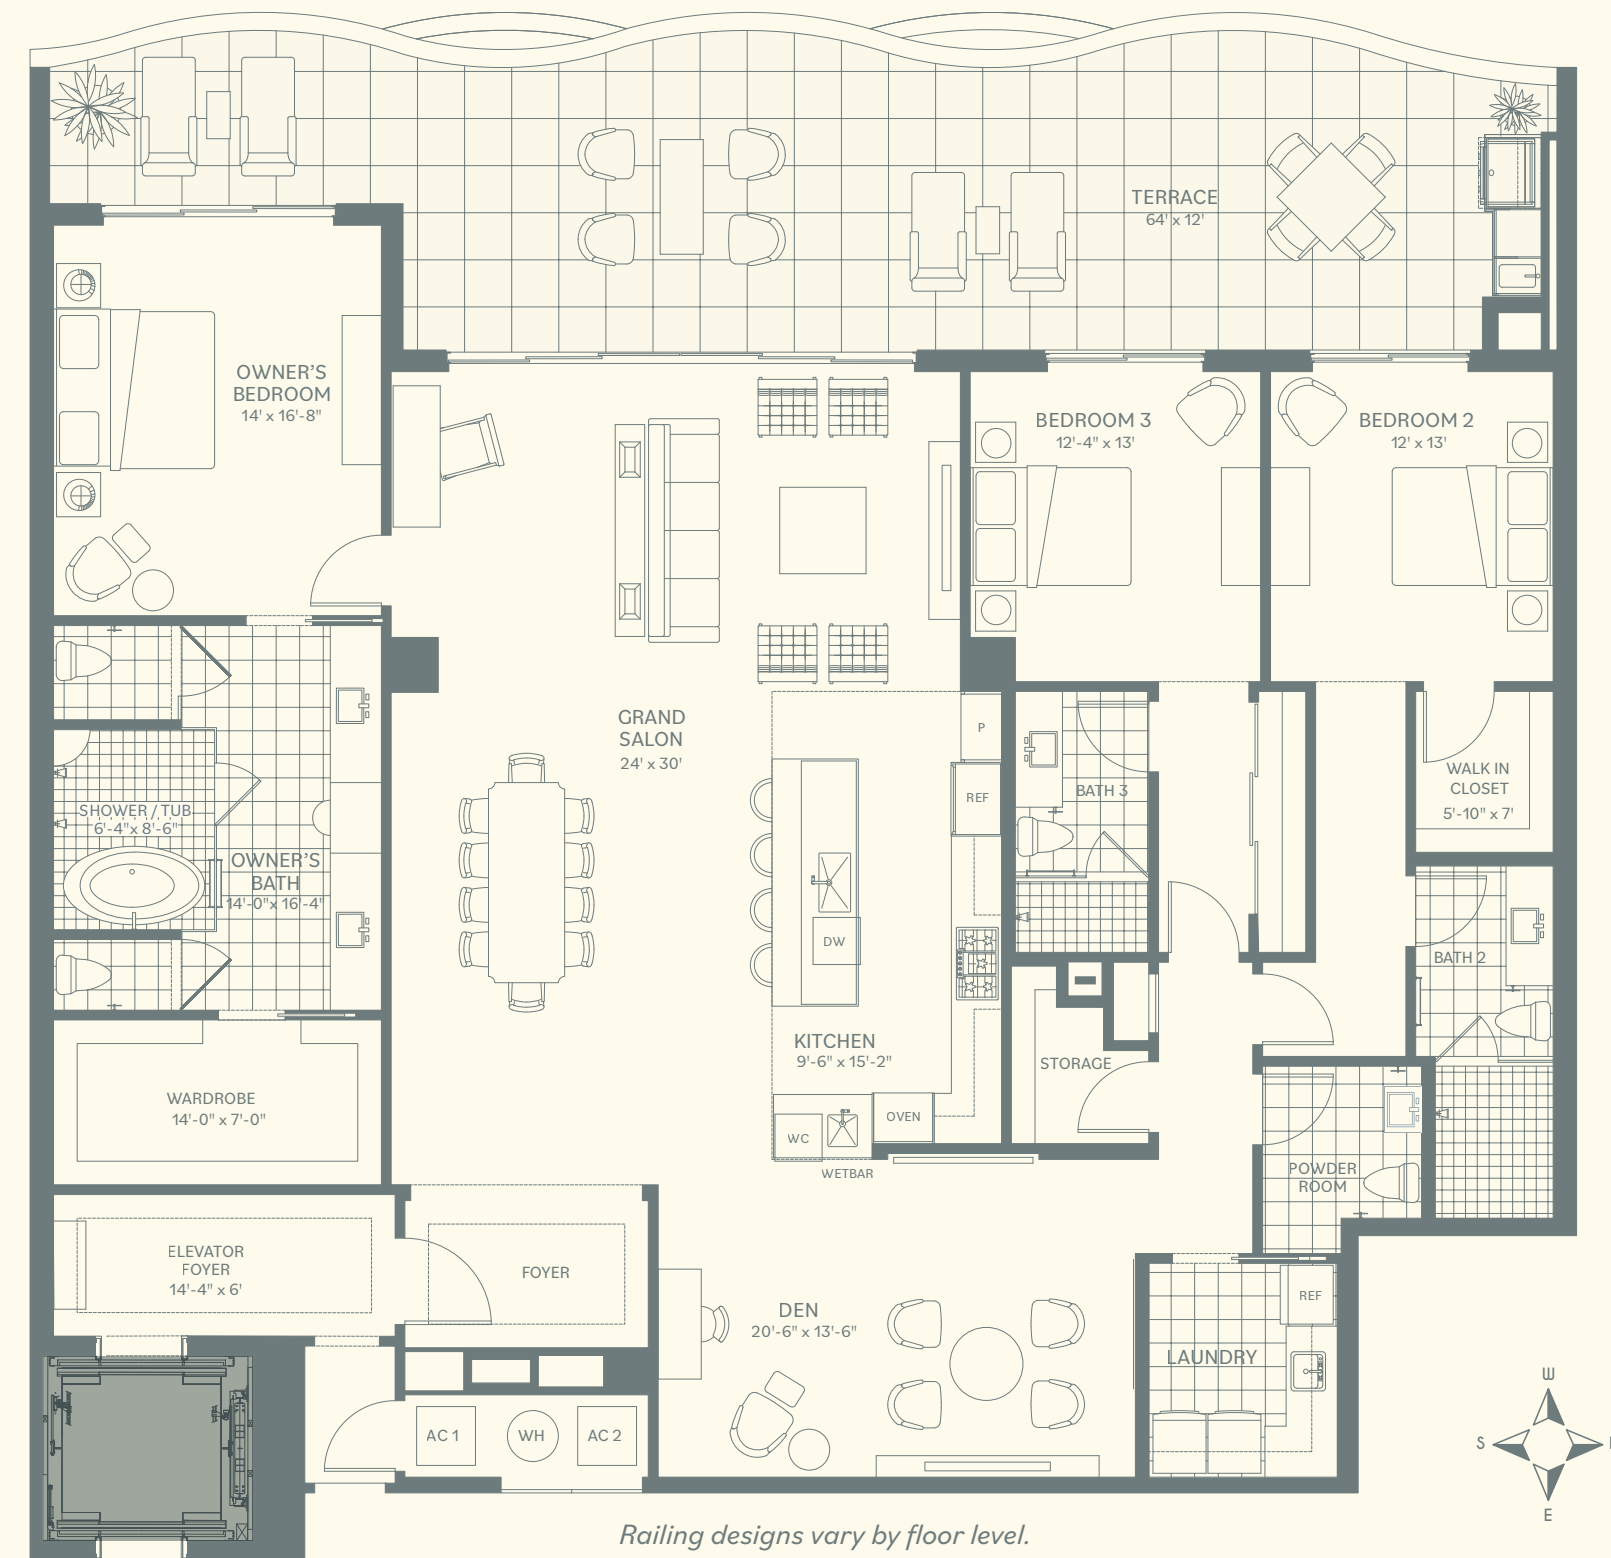 TERRACE
64' x 12'
OWNER'S
BEDROOM
14' x 16'-8"
BEDROOM 3
12'-4" x 13'
BEDROOM 2
12' x 13'
GRAND
SALON
24' x 30'
P
REF
BATH 3
WALK IN
CLOSET
5'-10" x 7'
SHOWER / TUB
6'-4"x 8'-6"
OWNER'S
BATH
14'-0"x 16'-4"
DW
BATH 2
KITCHEN
9'-6" x 15'-2"
STORAGE
WARDROBE
14'-0" x 7'-0"
WC
OVEN
WETBAR
POWDER
ROOM
ELEVATOR
FOYER
14'-4" x 6'
FOYER
DEN
20'-6" x 13'-6"
REF
LAUNDRY
AC 1
WH
AC 2
W
S
E
Railing designs vary by floor level.